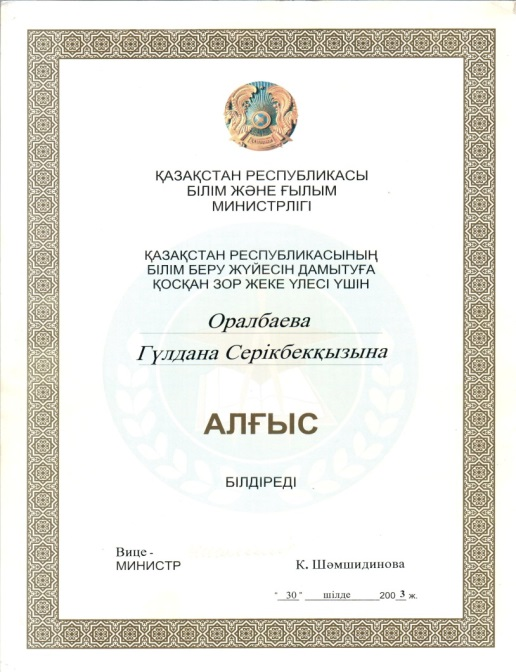 ҚАЗАҚСТАН РЕСПУБЛИКАСЫ
БІЛІМ ЖӘНЕ ҒЫЛЫМ
МИНИСТРЛІГІ
ҚАЗАҚСТАН РЕСПУБЛИКАСЫНЫҢ
БІЛІМ БЕРУ ЖҮЙЕСІН ДАМЫТУҒА
ҚОСҚАН ЗОР ЖЕКЕ ҮЛЕСІ ҮШІН
Оралбаева
Гүлдана Серікбекқызына
АЛҒЫС
БІЛДІРЕДІ
Вице -
МИНИСТР
К. Шәмшидинова
"30" шілде 2003 ж.